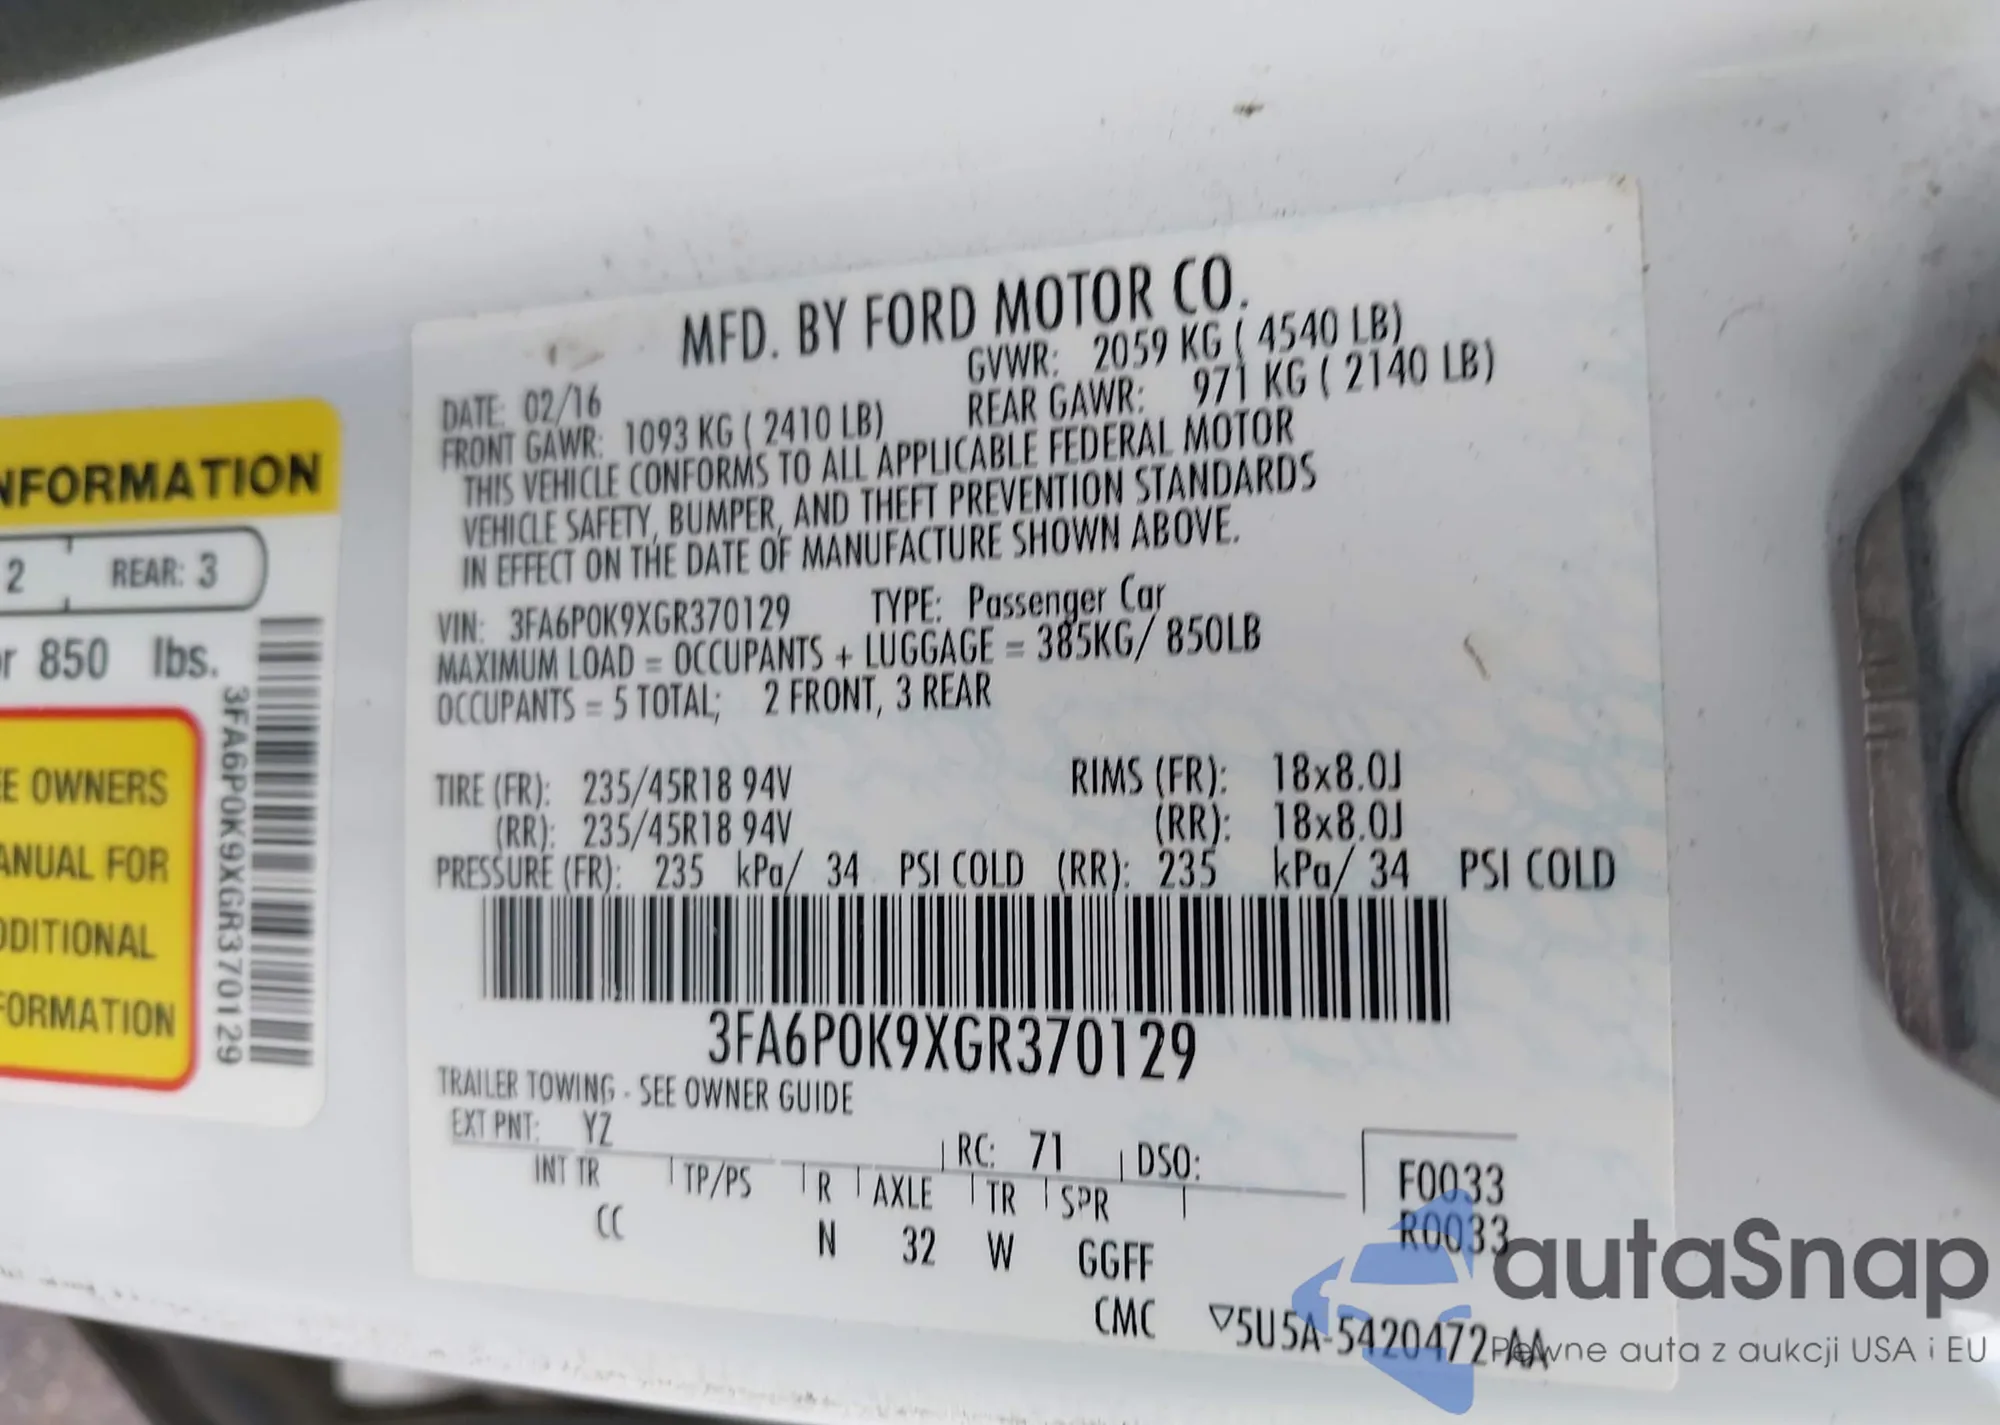 MFD. BY FORD MOTOR CO.
DATE: 02/16 GVWR: 2059 KG ( 4540 LB)
FRONT GAWR: 1093 KG ( 2410 LB) REAR GAWR: 971 KG ( 2140 LB)
THIS VEHICLE CONFORMS TO ALL APPLICABLE FEDERAL MOTOR
VEHICLE SAFETY, BUMPER, AND THEFT PREVENTION STANDARDS
IN EFFECT ON THE DATE OF MANUFACTURE SHOWN ABOVE.
VIN: 3FA6P0K9XGR370129 TYPE: Passenger Car
MAXIMUM LOAD = OCCUPANTS + LUGGAGE = 385KG/ 850LB
OCCUPANTS = 5 TOTAL; 2 FRONT, 3 REAR
TIRE (FR): 235/45R18 94V RIMS (FR): 18x8.0J
(RR): 235/45R18 94V (RR): 18x8.0J
PRESSURE (FR): 235 kPa/ 34 PSI COLD (RR): 235 kPa/ 34 PSI COLD
3FA6P0K9XGR370129
TRAILER TOWING - SEE OWNER GUIDE
EXT PNT: YZ RC: 71 DSO:
INT TR TP/PS R AXLE TR SPR
CC N 32 W GGFF
F0033
R0033
CMC ▽5U5A-5420472-AA
NFORMATION
2 REAR: 3
r 850 lbs.
E OWNERS
ANUAL FOR
DDITIONAL
FORMATION
3FA6P0K9XGR370129
autaSnap
Pewne auta z aukcji USA i EU